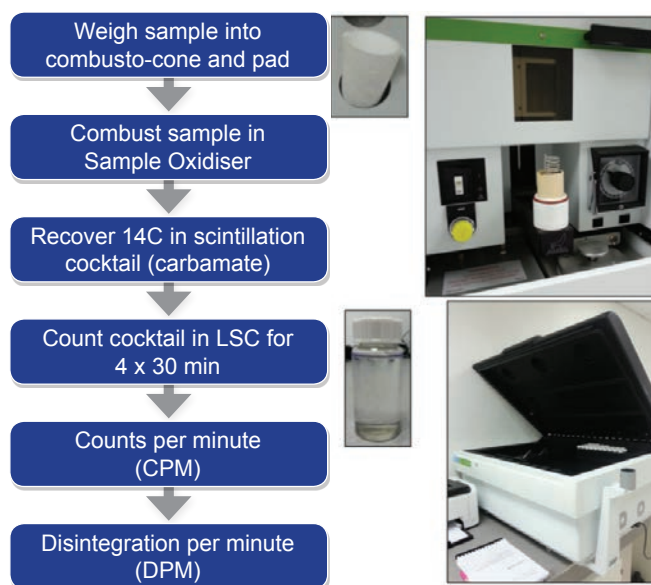 Weigh sample into
combusto-cone and pad
Combust sample in
Sample Oxidiser
Recover 14C in scintillation
cocktail (carbamate)
Count cocktail in LSC for
4 x 30 min
Counts per minute
(CPM)
Disintegration per minute
(DPM)